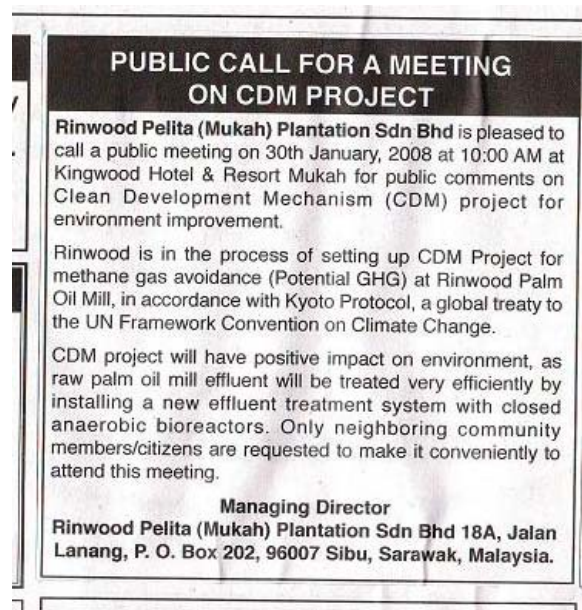 PUBLIC CALL FOR A MEETING
ON CDM PROJECT
Rinwood Pelita (Mukah) Plantation Sdn Bhd is pleased to
call a public meeting on 30th January, 2008 at 10:00 AM at
Kingwood Hotel & Resort Mukah for public comments on
Clean Development Mechanism (CDM) project for
environment improvement.
Rinwood is in the process of setting up CDM Project for
methane gas avoidance (Potential GHG) at Rinwood Palm
Oil Mill, in accordance with Kyoto Protocol, a global treaty to
the UN Framework Convention on Climate Change.
CDM project will have positive impact on environment, as
raw palm oil mill effluent will be treated very efficiently by
installing a new effluent treatment system with closed
anaerobic bioreactors. Only neighboring community
members/citizens are requested to make it conveniently to
attend this meeting.
Managing Director
Rinwood Pelita (Mukah) Plantation Sdn Bhd 18A, Jalan
Lanang, P. O. Box 202, 96007 Sibu, Sarawak, Malaysia.